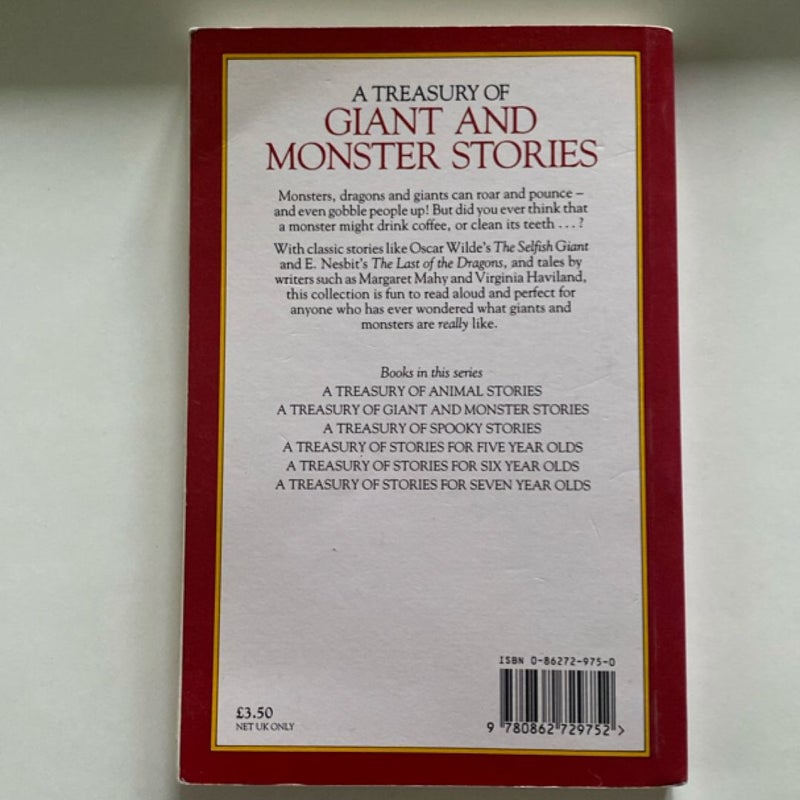 A TREASURY OF
GIANT AND
MONSTER STORIES
Monsters, dragons and giants can roar and pounce –
and even gobble people up! But did you ever think that
a monster might drink coffee, or clean its teeth . . . ?
With classic stories like Oscar Wilde's The Selfish Giant
and E. Nesbit's The Last of the Dragons, and tales by
writers such as Margaret Mahy and Virginia Haviland,
this collection is fun to read aloud and perfect for
anyone who has ever wondered what giants and
monsters are really like.
Books in this series
A TREASURY OF ANIMAL STORIES
A TREASURY OF GIANT AND MONSTER STORIES
A TREASURY OF SPOOKY STORIES
A TREASURY OF STORIES FOR FIVE YEAR OLDS
A TREASURY OF STORIES FOR SIX YEAR OLDS
A TREASURY OF STORIES FOR SEVEN YEAR OLDS
ISBN 0-86272-975-0
£3.50
NET UK ONLY
9 780862 729752 >